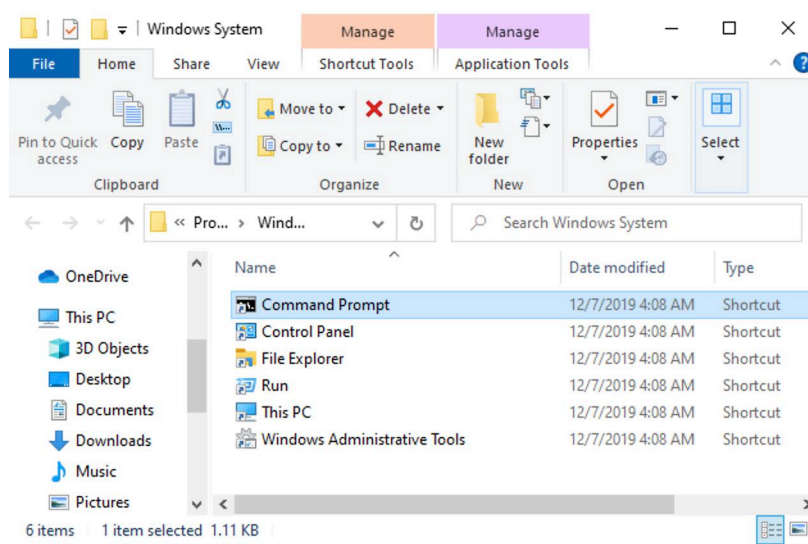 Windows System
Manage
Manage
File
Home
Share
View
Shortcut Tools
Application Tools
Pin to Quick access
Copy
Paste
Move to
Copy to
Delete
Rename
New folder
Properties
Select
Clipboard
Organize
New
Open
« Pro... › Wind...
Search Windows System
OneDrive
This PC
3D Objects
Desktop
Documents
Downloads
Music
Pictures
Name Date modified Type
Command Prompt 12/7/2019 4:08 AM Shortcut
Control Panel 12/7/2019 4:08 AM Shortcut
File Explorer 12/7/2019 4:08 AM Shortcut
Run 12/7/2019 4:08 AM Shortcut
This PC 12/7/2019 4:08 AM Shortcut
Windows Administrative Tools 12/7/2019 4:08 AM Shortcut
6 items 1 item selected 1.11 KB